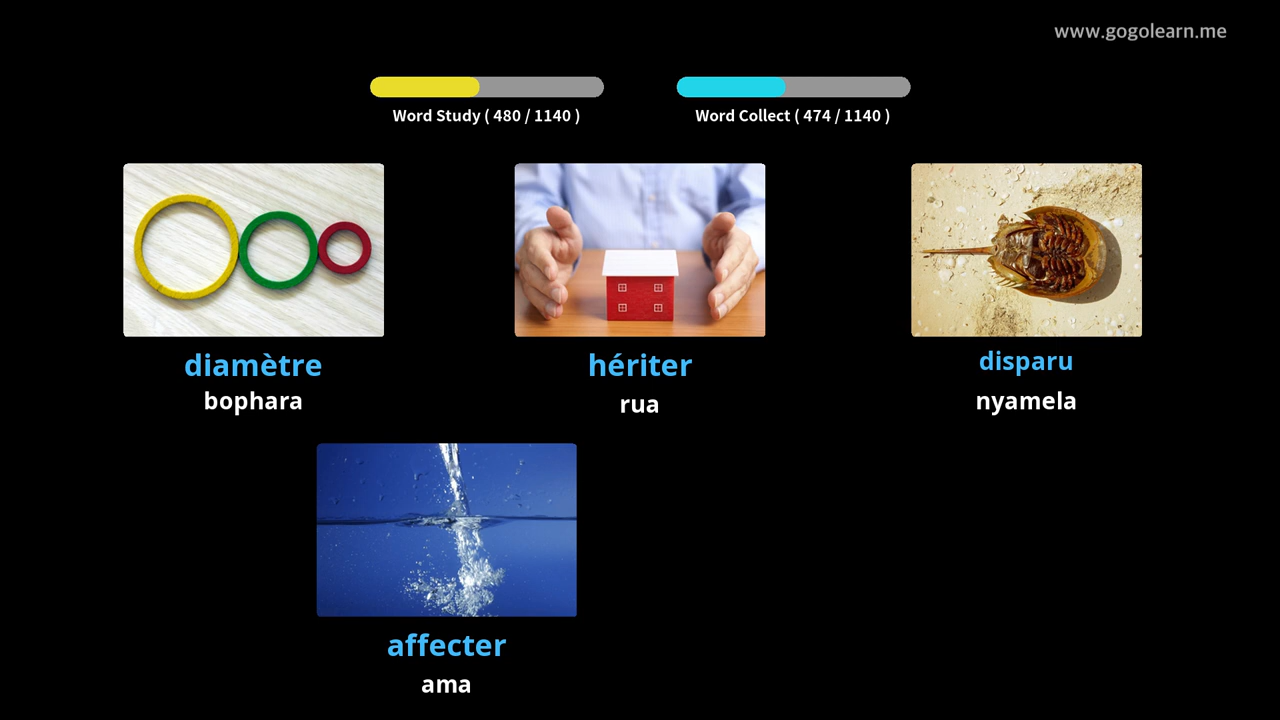 www.gogolearn.me
Word Study ( 480 / 1140 )
Word Collect ( 474 / 1140 )
diamètre
bophara
hériter
rua
disparu
nyamela
affecter
ama